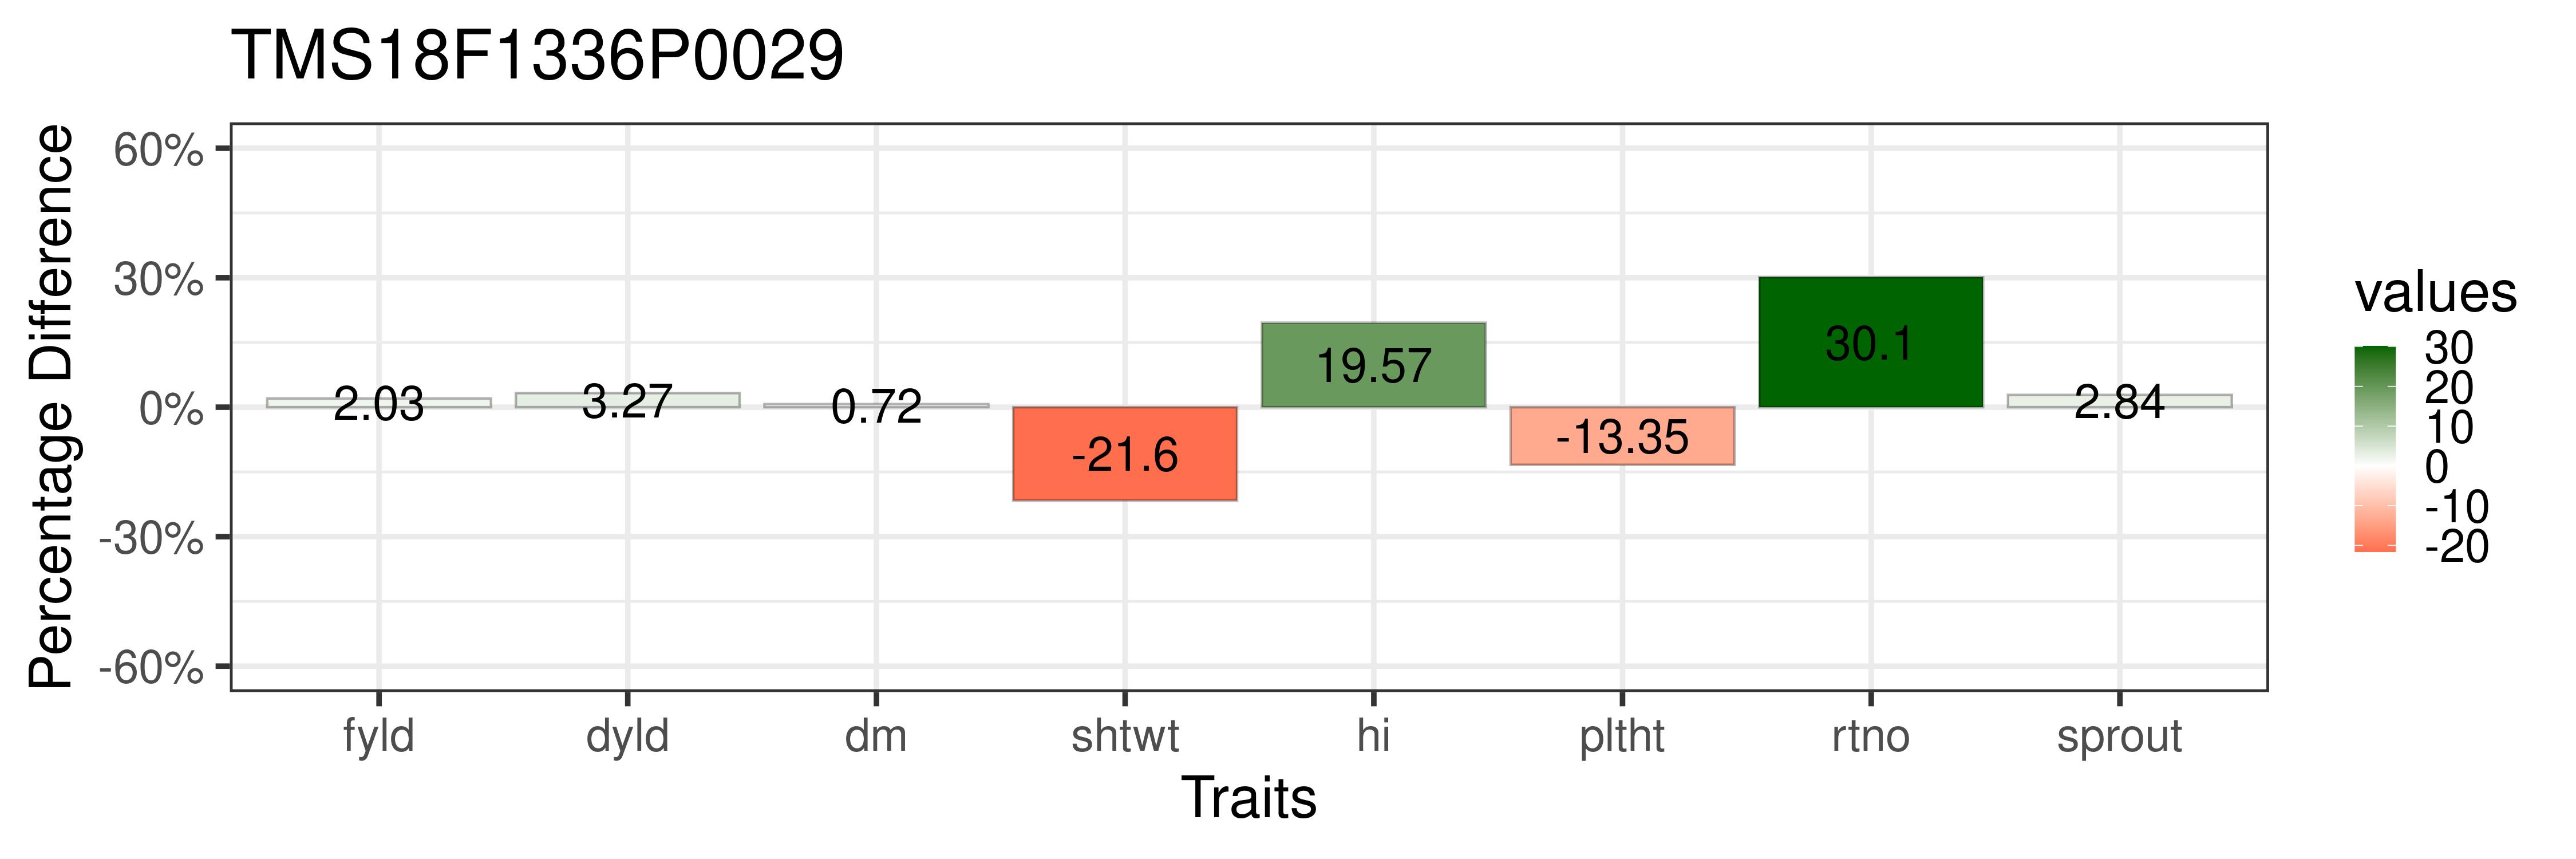 TMS18F1336P0029
Percentage Difference
60%
30%
0%
-30%
-60%
2.03
3.27
0.72
-21.6
19.57
-13.35
30.1
2.84
fyld
dyld
dm
shtwt
hi
pltht
rtno
sprout
Traits
values
30
20
10
0
-10
-20